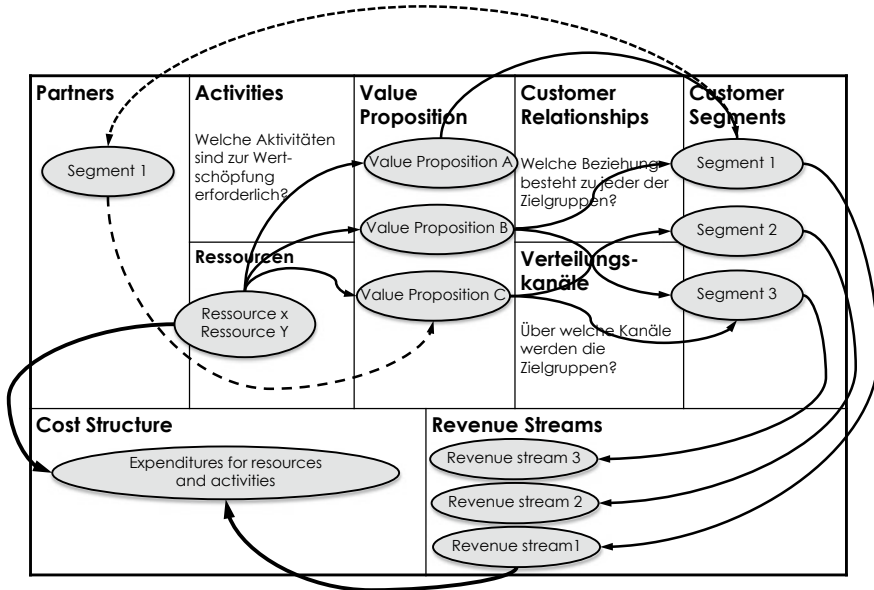 Partners
Segment 1
Activities
Welche Aktivitäten
sind zur Wert-
schöpfung
erforderlich?
Ressourcen
Ressource x
Ressource Y
Value
Proposition
Value Proposition A
Value Proposition B
Value Proposition C
Customer
Relationships
Welche Beziehung
besteht zu jeder der
Zielgruppen?
Verteilungs-
kanäle
Über welche Kanäle
werden die
Zielgruppen?
Customer
Segments
Segment 1
Segment 2
Segment 3
Cost Structure
Expenditures for resources
and activities
Revenue Streams
Revenue stream 3
Revenue stream 2
Revenue stream1